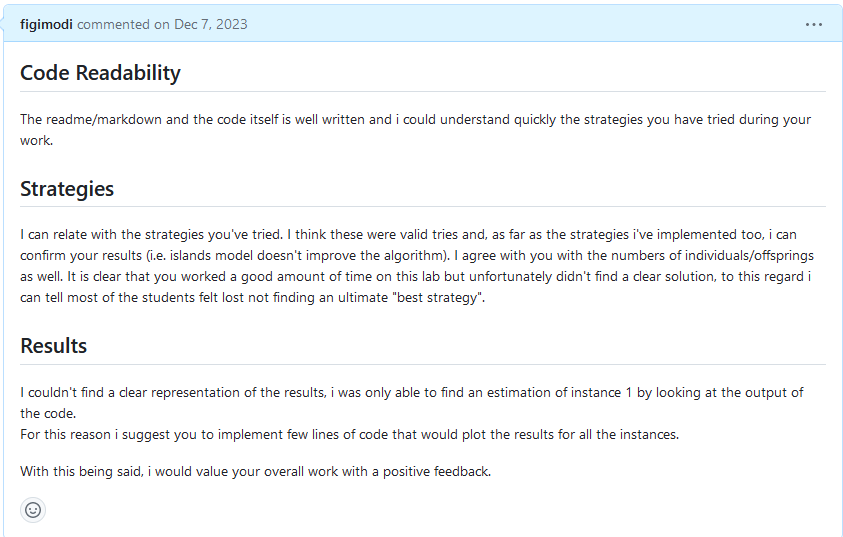 figimodi commented on Dec 7, 2023
Code Readability
The readme/markdown and the code itself is well written and i could understand quickly the strategies you have tried during your
work.
Strategies
I can relate with the strategies you've tried. I think these were valid tries and, as far as the strategies i've implemented too, i can
confirm your results (i.e. islands model doesn't improve the algorithm). I agree with you with the numbers of individuals/offsprings
as well. It is clear that you worked a good amount of time on this lab but unfortunately didn't find a clear solution, to this regard i
can tell most of the students felt lost not finding an ultimate "best strategy".
Results
I couldn't find a clear representation of the results, i was only able to find an estimation of instance 1 by looking at the output of
the code.
For this reason i suggest you to implement few lines of code that would plot the results for all the instances.
With this being said, i would value your overall work with a positive feedback.